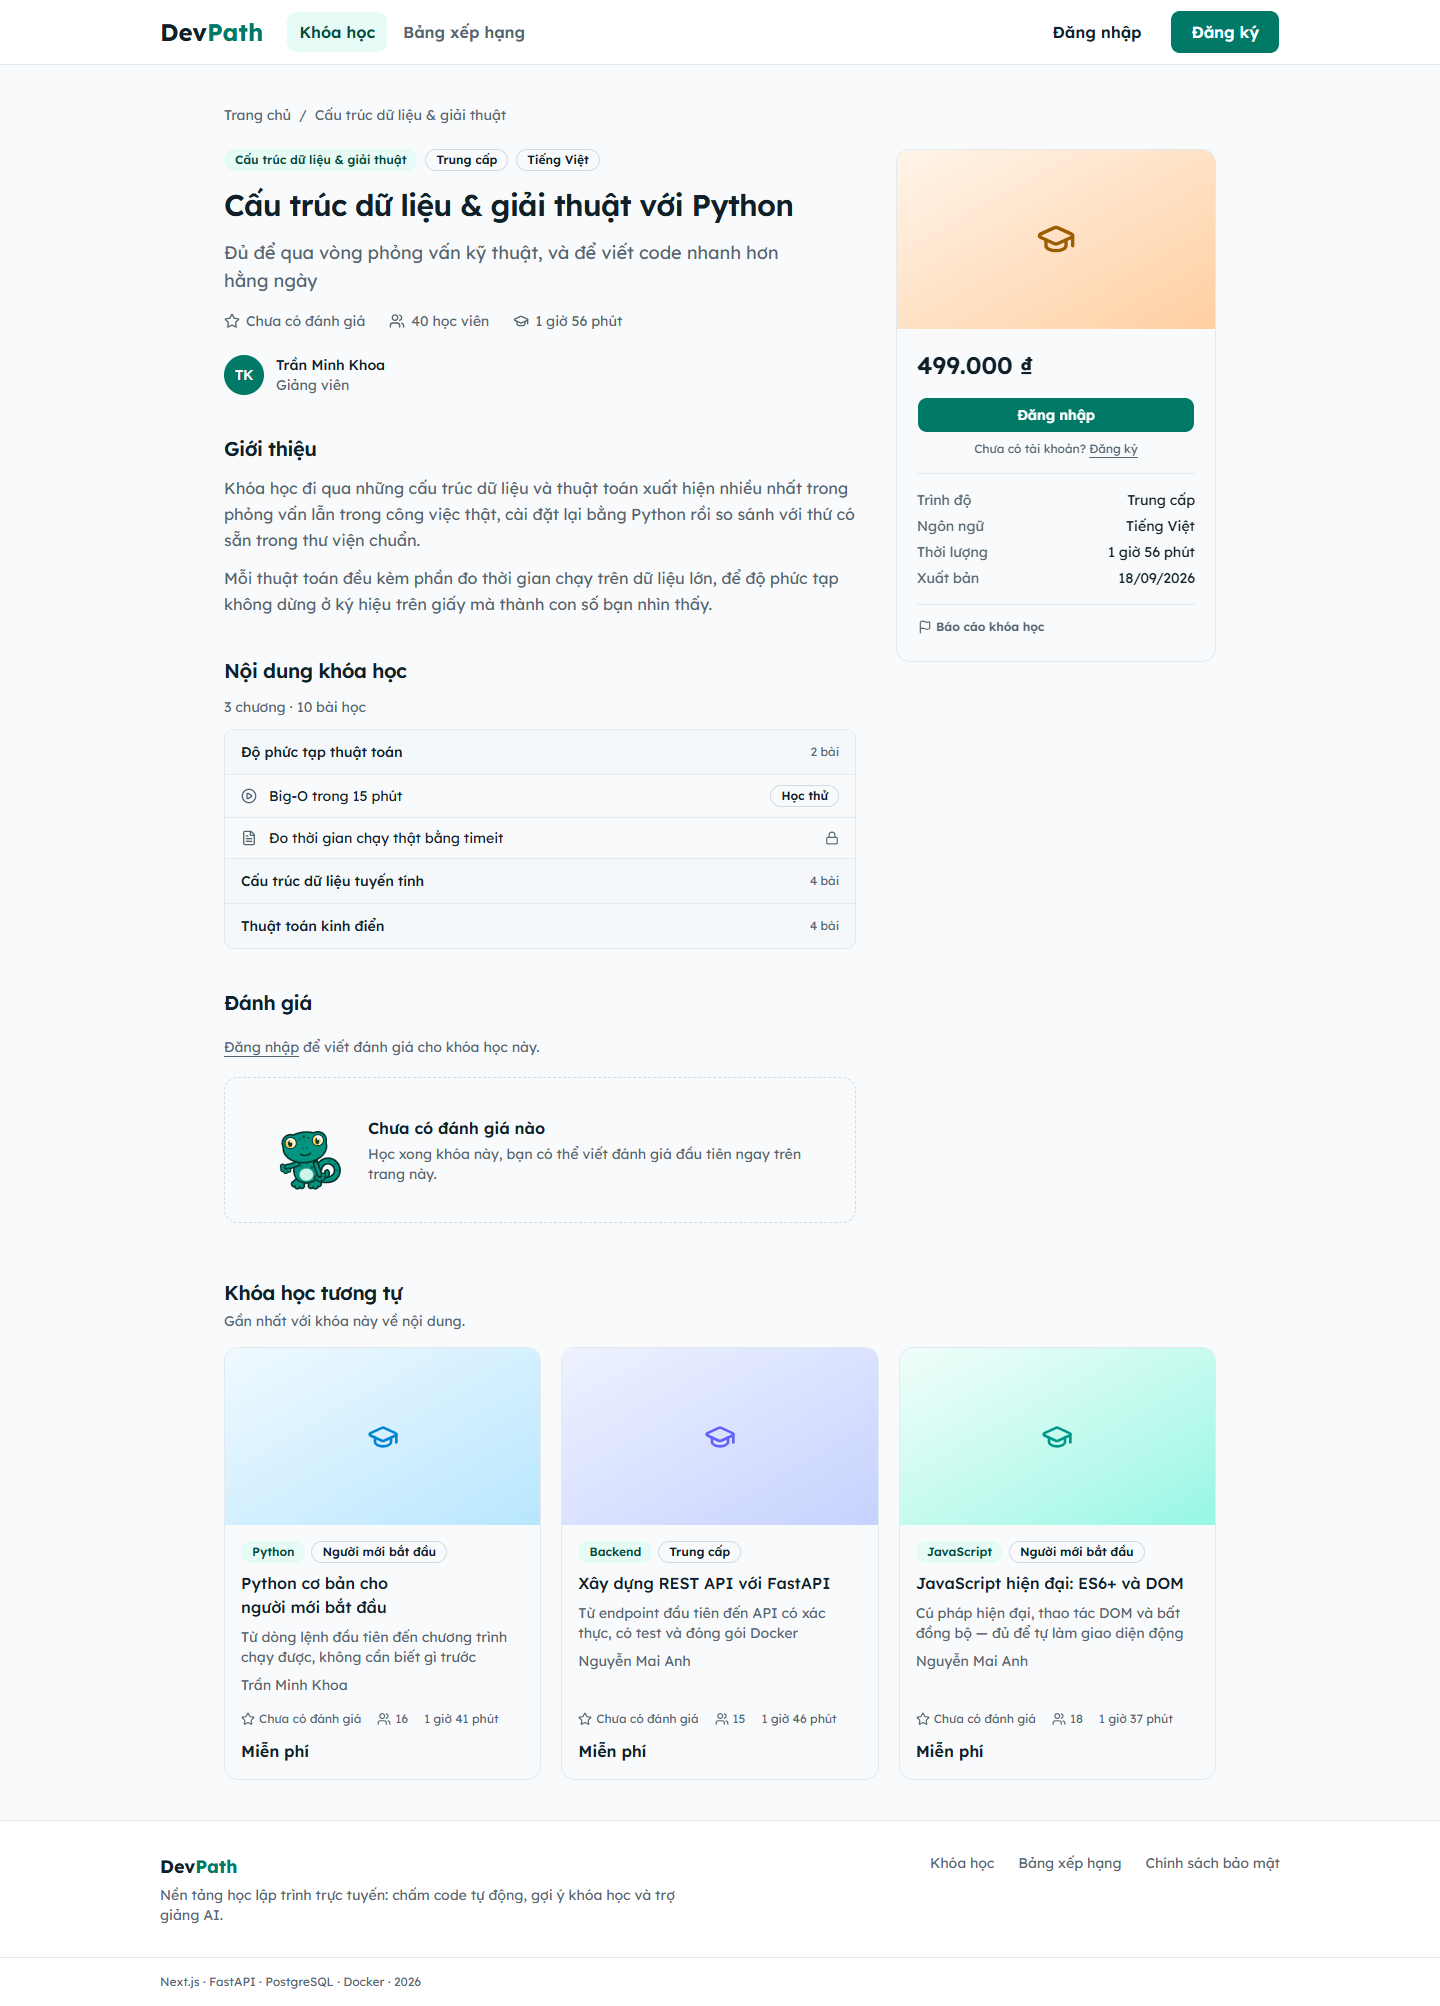 DevPath
Khóa học
Bảng xếp hạng
Đăng nhập
Đăng ký
Trang chủ / Cấu trúc dữ liệu & giải thuật
Cấu trúc dữ liệu & giải thuật
Trung cấp
Tiếng Việt
Cấu trúc dữ liệu & giải thuật với Python
Đủ để qua vòng phỏng vấn kỹ thuật, và để viết code nhanh hơn
hằng ngày
Chưa có đánh giá
40 học viên
1 giờ 56 phút
TK
Trần Minh Khoa
Giảng viên
Giới thiệu
Khóa học đi qua những cấu trúc dữ liệu và thuật toán xuất hiện nhiều nhất trong
phỏng vấn lẫn trong công việc thật, cài đặt lại bằng Python rồi so sánh với thứ có
sẵn trong thư viện chuẩn.
Mỗi thuật toán đều kèm phần đo thời gian chạy trên dữ liệu lớn, để độ phức tạp
không dừng ở ký hiệu trên giấy mà thành con số bạn nhìn thấy.
Nội dung khóa học
3 chương · 10 bài học
Độ phức tạp thuật toán
2 bài
Big-O trong 15 phút
Học thử
Đo thời gian chạy thật bằng timeit
Cấu trúc dữ liệu tuyến tính
4 bài
Thuật toán kinh điển
4 bài
Đánh giá
Đăng nhập để viết đánh giá cho khóa học này.
Chưa có đánh giá nào
Học xong khóa này, bạn có thể viết đánh giá đầu tiên ngay trên
trang này.
499.000 ₫
Đăng nhập
Chưa có tài khoản? Đăng ký
Trình độ
Trung cấp
Ngôn ngữ
Tiếng Việt
Thời lượng
1 giờ 56 phút
Xuất bản
18/09/2026
Báo cáo khóa học
Khóa học tương tự
Gần nhất với khóa này về nội dung.
Python
Người mới bắt đầu
Python cơ bản cho
người mới bắt đầu
Từ dòng lệnh đầu tiên đến chương trình
chạy được, không cần biết gì trước
Trần Minh Khoa
Chưa có đánh giá
16
1 giờ 41 phút
Miễn phí
Backend
Trung cấp
Xây dựng REST API với FastAPI
Từ endpoint đầu tiên đến API có xác
thực, có test và đóng gói Docker
Nguyễn Mai Anh
Chưa có đánh giá
15
1 giờ 46 phút
Miễn phí
JavaScript
Người mới bắt đầu
JavaScript hiện đại: ES6+ và DOM
Cú pháp hiện đại, thao tác DOM và bất
đồng bộ — đủ để tự làm giao diện động
Nguyễn Mai Anh
Chưa có đánh giá
18
1 giờ 37 phút
Miễn phí
DevPath
Nền tảng học lập trình trực tuyến: chấm code tự động, gợi ý khóa học và trợ
giảng AI.
Khóa học
Bảng xếp hạng
Chính sách bảo mật
Next.js · FastAPI · PostgreSQL · Docker · 2026